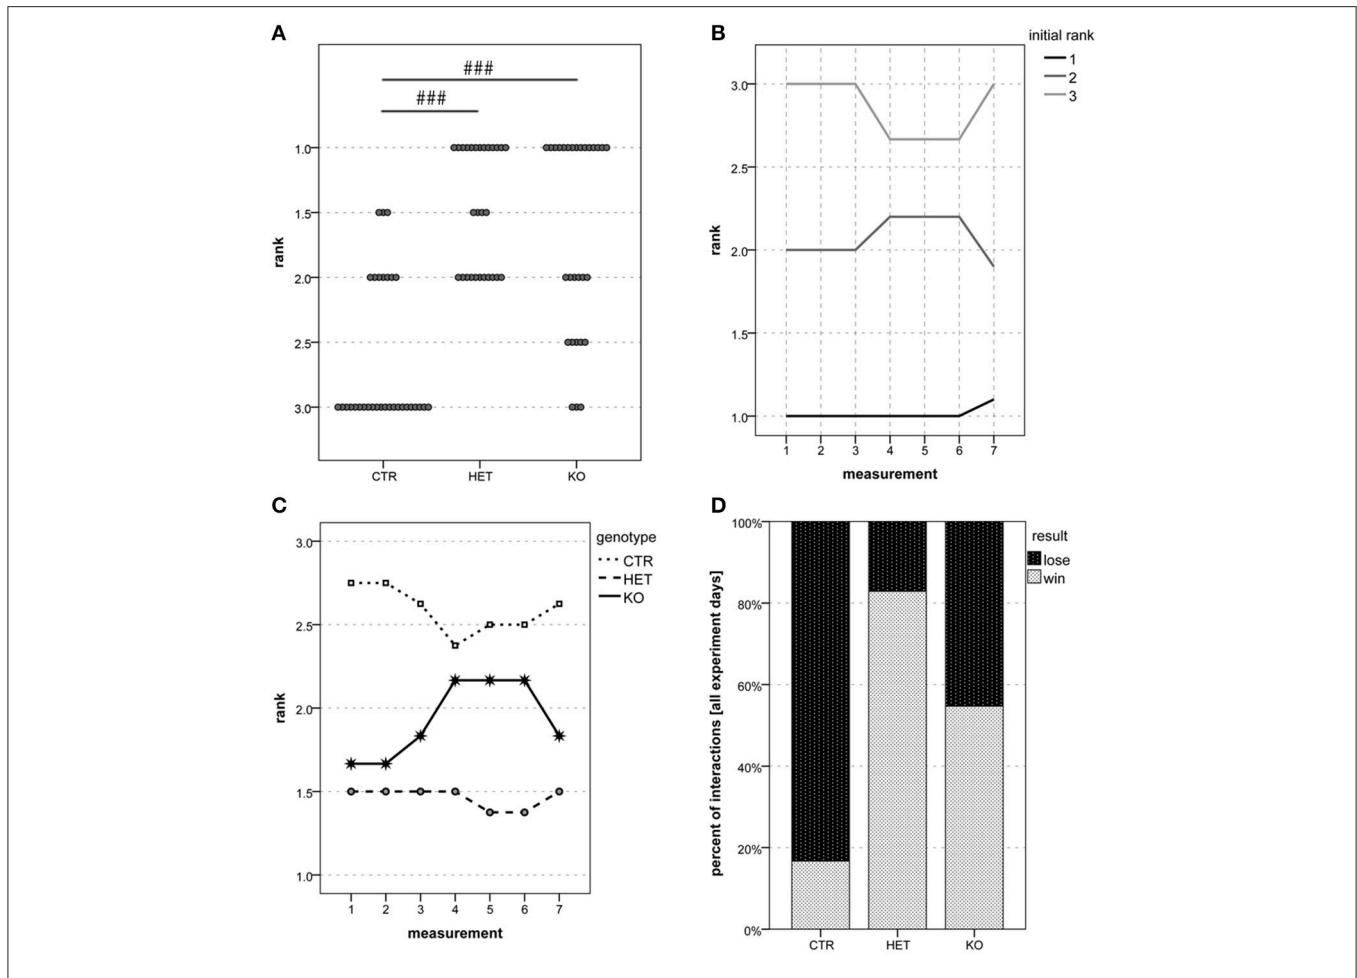 A
###
###
1.0
1.5
2.0
2.5
3.0
rank
CTR HET KO
B
initial rank
1
2
3
3.0
2.5
2.0
1.5
1.0
rank
1 2 3 4 5 6 7
measurement
C
genotype
CTR
HET
KO
3.0
2.5
2.0
1.5
1.0
rank
1 2 3 4 5 6 7
measurement
D
result
lose
win
100%
80%
60%
40%
20%
0%
percent of interactions [all experiment days]
CTR HET KO